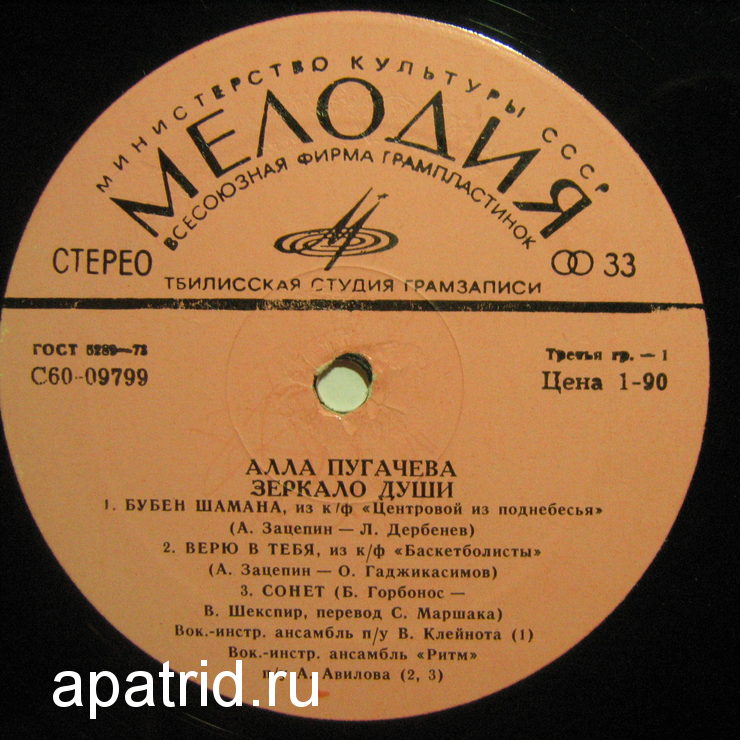 МИНИСТЕРСТВО КУЛЬТУРЫ СССР
МЕЛОДИЯ
ВСЕСОЮЗНАЯ ФИРМА ГРАМПЛАСТИНОК
СТЕРЕО
33
ТБИЛИССКАЯ СТУДИЯ ГРАМЗАПИСИ
ГОСТ 5289—73
Третья гр. — 1
С60-09799
Цена 1-90
АЛЛА ПУГАЧЕВА
ЗЕРКАЛО ДУШИ
1. БУБЕН ШАМАНА, из к/ф «Центровой из поднебесья»
(А. Зацепин — Л. Дербенев)
2. ВЕРЮ В ТЕБЯ, из к/ф «Баскетболисты»
(А. Зацепин — О. Гаджикасимов)
3. СОНЕТ (Б. Горбонос —
В. Шекспир, перевод С. Маршака)
Вок.-инстр. ансамбль п/у В. Клейнота (1)
Вок.-инстр. ансамбль «Ритм»
п/у А. Авилова (2, 3)
apatrid.ru